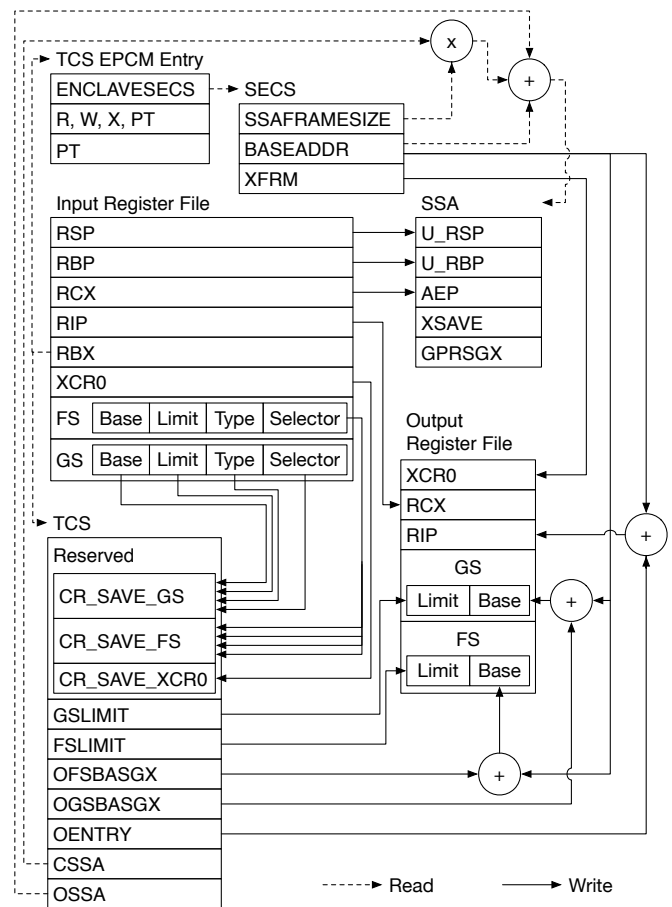 TCS EPCM Entry
x
+
ENCLAVESECS
SECS
R, W, X, PT
SSAFRAMESIZE
PT
BASEADDR
XFRM
Input Register File
SSA
RSP
U_RSP
RBP
U_RBP
RCX
AEP
RIP
XSAVE
RBX
GPRSGX
XCR0
FS Base Limit Type Selector
GS Base Limit Type Selector
Output
Register File
XCR0
RCX
RIP
+
GS
Limit Base
+
FS
Limit Base
+
TCS
Reserved
CR_SAVE_GS
CR_SAVE_FS
CR_SAVE_XCR0
GSLIMIT
FSLIMIT
OFSBASGX
OGSBASGX
OENTRY
CSSA
OSSA
Read
Write